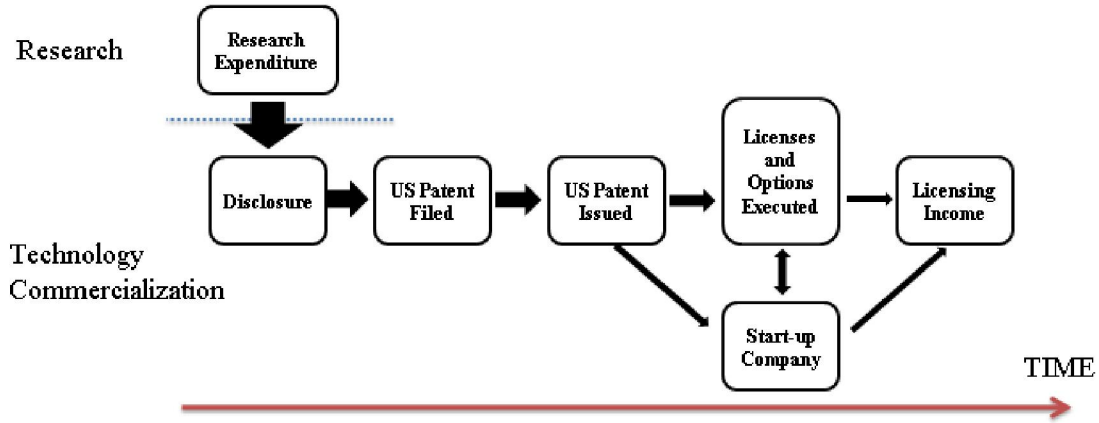 Research
Research
Expenditure
Disclosure
US Patent
Filed
US Patent
Issued
Licenses
and
Options
Executed
Licensing
Income
Technology
Commercialization
Start-up
Company
TIME